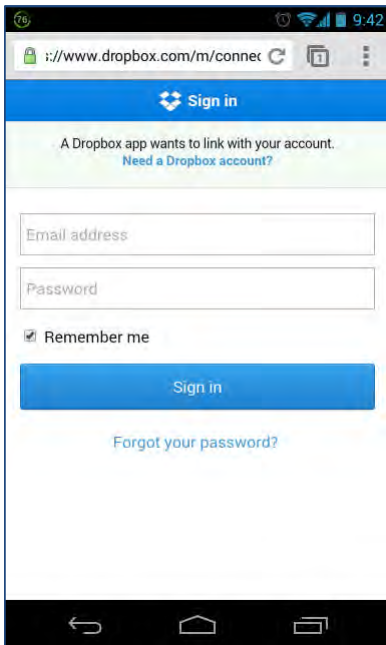 76
9:42
://www.dropbox.com/m/connec
1
Sign in
A Dropbox app wants to link with your account.
Need a Dropbox account?
Email address
Password
Remember me
Sign in
Forgot your password?